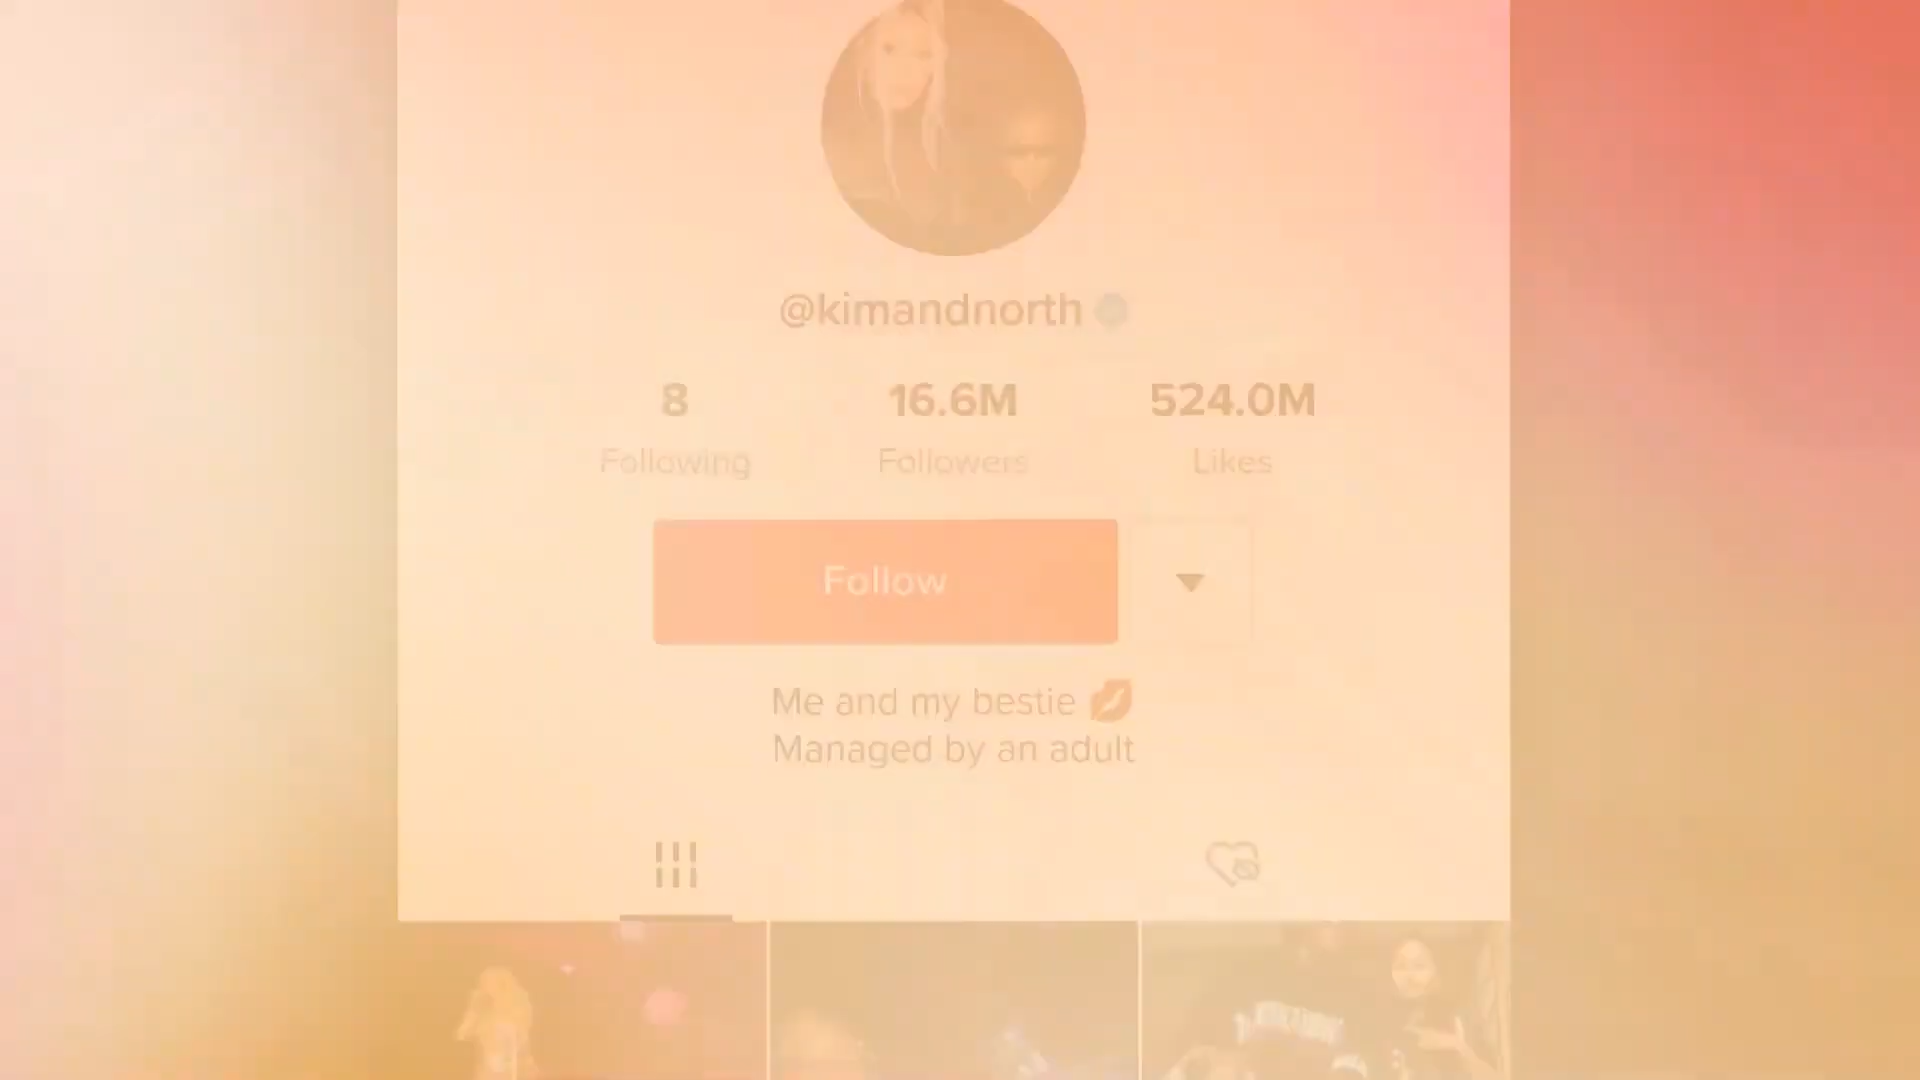 @kimandnorth
8 16.6M 524.0M
Following Followers Likes
Follow
Me and my bestie 💋
Managed by an adult